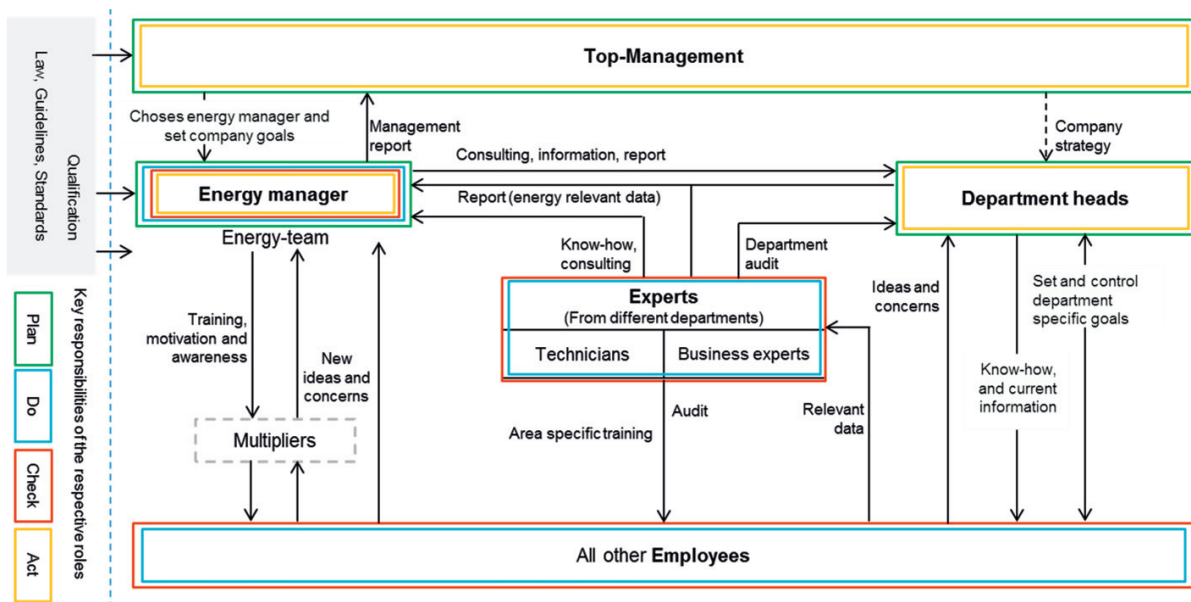 Law, Guidelines, Standards
Qualification
Top-Management
Choses energy manager and
set company goals
Management
report
Company
strategy
Consulting, information, report
Energy manager
Report (energy relevant data)
Department heads
Energy-team
Know-how,
consulting
Department
audit
Training,
motivation and
awareness
New
ideas and
concerns
Experts
(From different departments)
Technicians
Business experts
Ideas and
concerns
Set and control
department
specific goals
Know-how,
and current
information
Audit
Area specific training
Relevant
data
Multipliers
All other Employees
Key responsibilities of the respective roles
Plan
Do
Check
Act